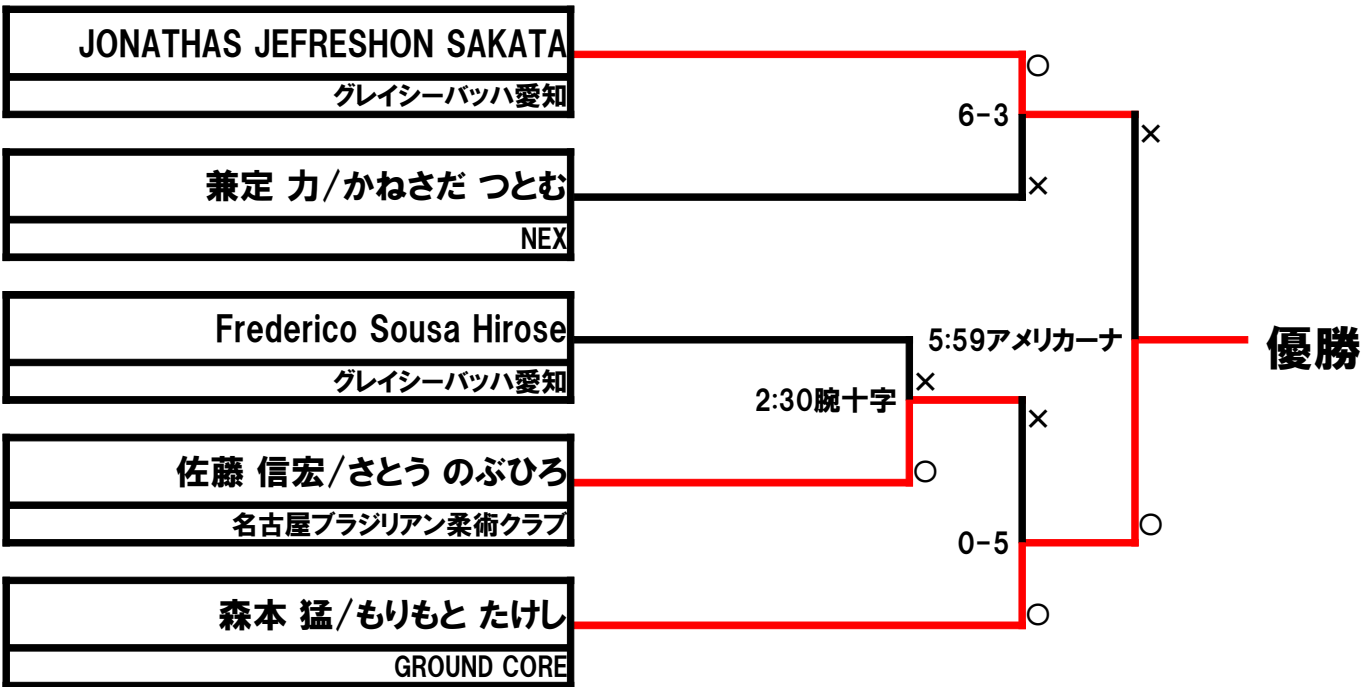 JONATHAS JEFRESHON SAKATA
グレイシーバッハ愛知
○
6-3
×
×
兼定 力/かねさだ つとむ
NEX
Frederico Sousa Hirose
グレイシーバッハ愛知
5:59アメリカーナ
優勝
×
2:30腕十字
×
佐藤 信宏/さとう のぶひろ
名古屋ブラジリアン柔術クラブ
○
○
0-5
森本 猛/もりもと たけし
GROUND CORE
○